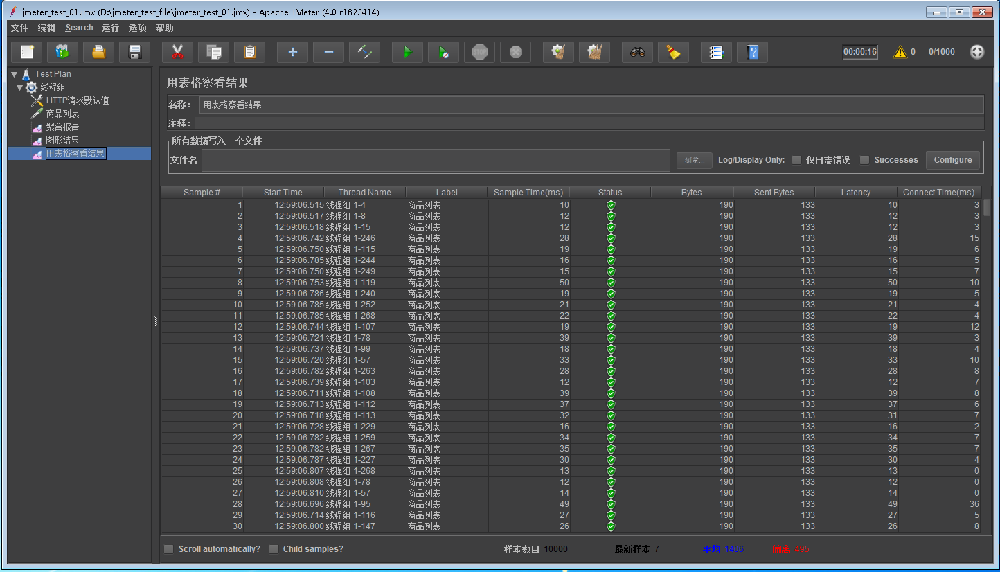 jmeter_test_01.jmx (D:\jmeter_test_file\jmeter_test_01.jmx) - Apache JMeter (4.0 r1823414)
文件 编辑 Search 运行 选项 帮助
STOP 00:00:16 0 0/1000
Test Plan
线程组
HTTP请求默认值
商品列表
聚合报告
图形结果
用表格察看结果
用表格察看结果
名称： 用表格察看结果
注释：
所有数据写入一个文件
文件名 浏览... Log/Display Only: 仅日志错误 Successes Configure
Sample # Start Time Thread Name Label Sample Time(ms) Status Bytes Sent Bytes Latency Connect Time(ms)
1 12:59:06.515 线程组 1-4 商品列表 10 190 133 10 3
2 12:59:06.517 线程组 1-8 商品列表 12 190 133 12 3
3 12:59:06.518 线程组 1-15 商品列表 12 190 133 12 3
4 12:59:06.742 线程组 1-246 商品列表 28 190 133 28 15
5 12:59:06.750 线程组 1-115 商品列表 19 190 133 19 6
6 12:59:06.785 线程组 1-244 商品列表 16 190 133 16 5
7 12:59:06.750 线程组 1-249 商品列表 15 190 133 15 7
8 12:59:06.753 线程组 1-119 商品列表 50 190 133 50 10
9 12:59:06.786 线程组 1-240 商品列表 19 190 133 19 5
10 12:59:06.785 线程组 1-252 商品列表 21 190 133 21 4
11 12:59:06.785 线程组 1-268 商品列表 22 190 133 22 4
12 12:59:06.744 线程组 1-107 商品列表 19 190 133 19 12
13 12:59:06.721 线程组 1-78 商品列表 39 190 133 39 3
14 12:59:06.737 线程组 1-99 商品列表 18 190 133 18 4
15 12:59:06.720 线程组 1-57 商品列表 33 190 133 33 10
16 12:59:06.782 线程组 1-263 商品列表 28 190 133 28 8
17 12:59:06.739 线程组 1-103 商品列表 12 190 133 12 7
18 12:59:06.711 线程组 1-108 商品列表 39 190 133 39 8
19 12:59:06.713 线程组 1-112 商品列表 37 190 133 37 6
20 12:59:06.718 线程组 1-113 商品列表 32 190 133 31 7
21 12:59:06.728 线程组 1-229 商品列表 16 190 133 16 2
22 12:59:06.782 线程组 1-259 商品列表 34 190 133 34 7
23 12:59:06.782 线程组 1-267 商品列表 35 190 133 35 7
24 12:59:06.787 线程组 1-227 商品列表 30 190 133 30 4
25 12:59:06.807 线程组 1-268 商品列表 13 190 133 13 0
26 12:59:06.808 线程组 1-78 商品列表 12 190 133 12 0
27 12:59:06.810 线程组 1-57 商品列表 14 190 133 14 0
28 12:59:06.696 线程组 1-95 商品列表 49 190 133 49 36
29 12:59:06.714 线程组 1-116 商品列表 27 190 133 27 5
30 12:59:06.800 线程组 1-147 商品列表 26 190 133 26 8
Scroll automatically? Child samples? 样本数目 10000 最新样本 7 平均 1406 偏离 495